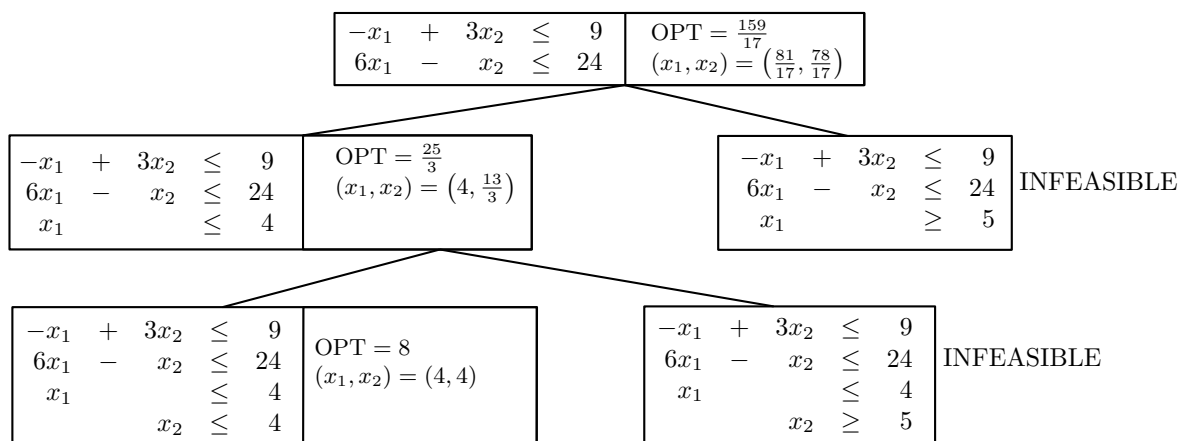 −x₁ + 3x₂ ≤ 9
6x₁ − x₂ ≤ 24
OPT = 159/17
(x₁, x₂) = (81/17, 78/17)
−x₁ + 3x₂ ≤ 9
6x₁ − x₂ ≤ 24
x₁ ≤ 4
OPT = 25/3
(x₁, x₂) = (4, 13/3)
−x₁ + 3x₂ ≤ 9
6x₁ − x₂ ≤ 24
x₁ ≥ 5
INFEASIBLE
−x₁ + 3x₂ ≤ 9
6x₁ − x₂ ≤ 24
x₁ ≤ 4
x₂ ≤ 4
OPT = 8
(x₁, x₂) = (4, 4)
−x₁ + 3x₂ ≤ 9
6x₁ − x₂ ≤ 24
x₁ ≤ 4
x₂ ≥ 5
INFEASIBLE